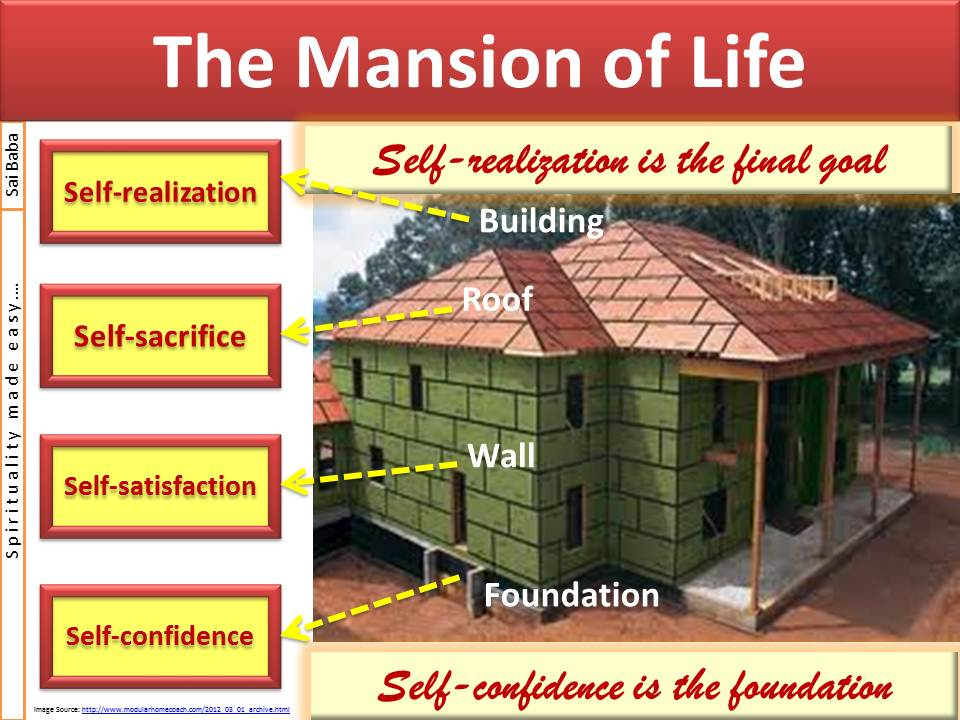 The Mansion of Life
Sai Baba
Spirituality made easy....
Self-realization is the final goal
Self-realization
Building
Self-sacrifice
Roof
Self-satisfaction
Wall
Self-confidence
Foundation
Self-confidence is the foundation
Image Source: http://www.modularhomecoach.com/2012_03_01_archive.html